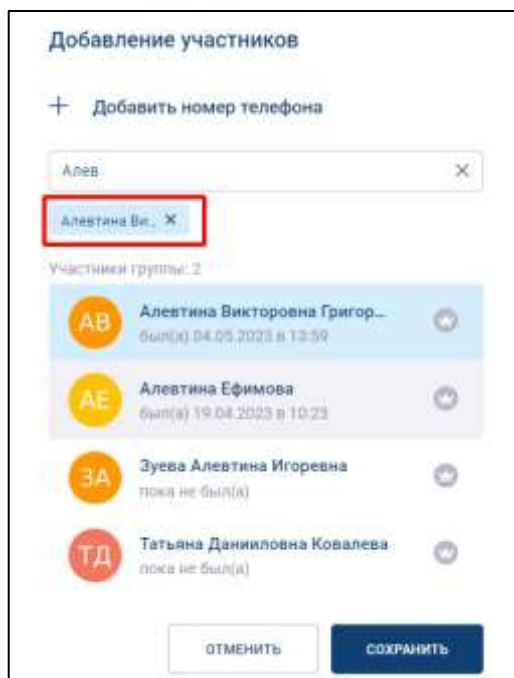 Добавление участников
+ Добавить номер телефона
Алев ×
Алевтина Ви... ×
Участники группы: 2
АВ
Алевтина Викторовна Григор...
был(а) 04.05.2023 в 13:59
АЕ
Алевтина Ефимова
был(а) 19.04.2023 в 10:23
ЗА
Зуева Алевтина Игоревна
пока не был(а)
ТД
Татьяна Данииловна Ковалева
пока не был(а)
ОТМЕНИТЬ
СОХРАНИТЬ